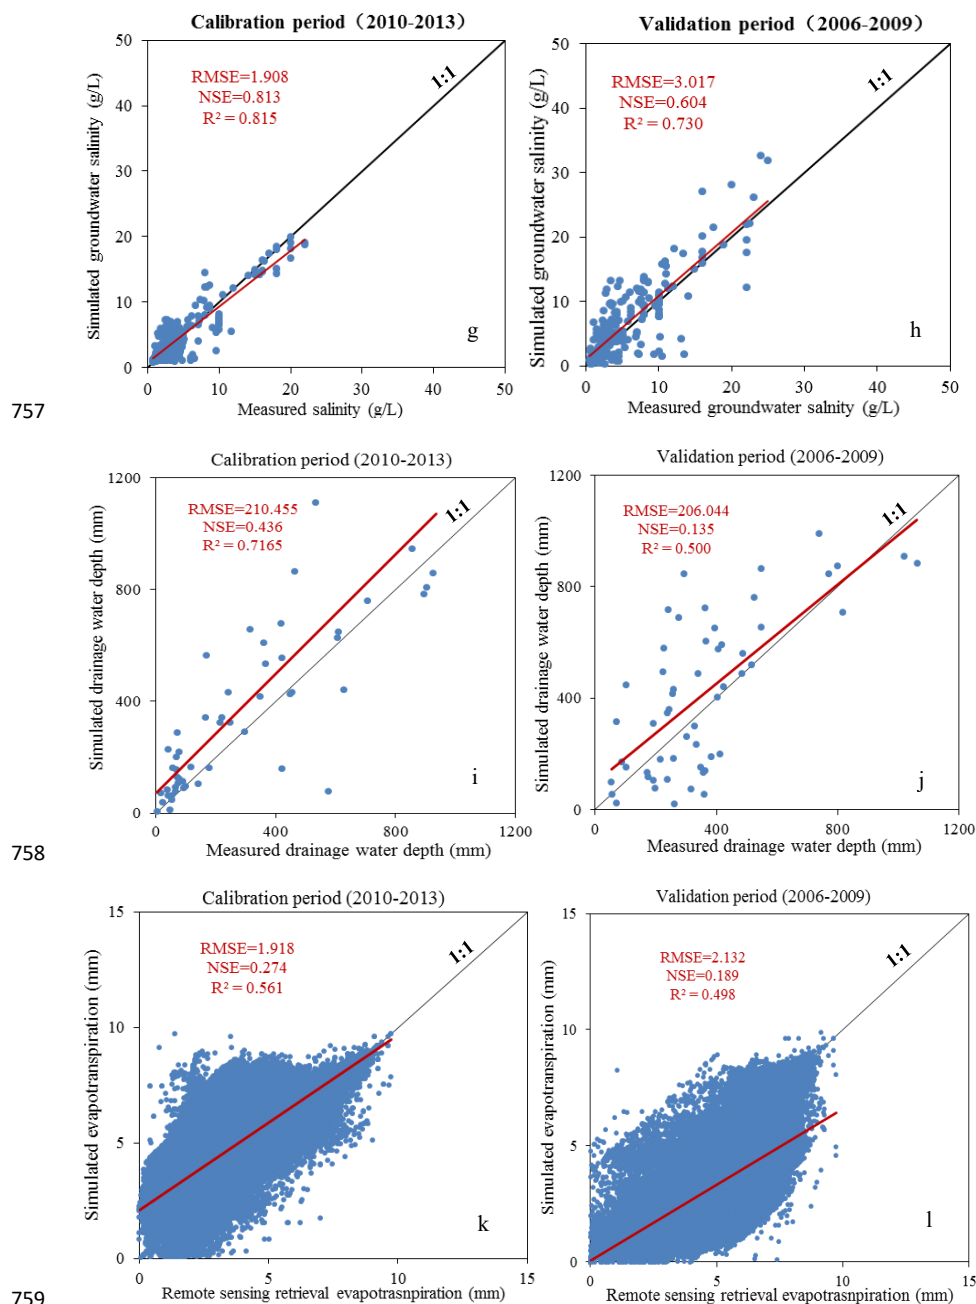 Calibration period（2010-2013）
50
40
30
20
10
0
Simulated groundwater salinity (g/L)
RMSE=1.908
NSE=0.813
R² = 0.815
1:1
g
0 10 20 30 40 50
Measured salinity (g/L)
Validation period（2006-2009）
50
40
30
20
10
0
Simulated groundwater salinity (g/L)
RMSE=3.017
NSE=0.604
R² = 0.730
1:1
h
0 10 20 30 40 50
Measured groundwater salinity (g/L)
757
Calibration period (2010-2013)
1200
800
400
0
Simulated drainage water depth (mm)
RMSE=210.455
NSE=0.436
R² = 0.7165
1:1
i
0 400 800 1200
Measured drainage water depth (mm)
Validation period (2006-2009)
1200
800
400
0
Simulated drainage water depth (mm)
RMSE=206.044
NSE=0.135
R² = 0.500
1:1
j
0 400 800 1200
Measured drainage water depth (mm)
758
Calibration period (2010-2013)
15
10
5
0
Simulated evapotranspiration (mm)
RMSE=1.918
NSE=0.274
R² = 0.561
1:1
k
0 5 10 15
Remote sensing retrieval evapotrasnpiration (mm)
Validation period (2006-2009)
15
10
5
0
Simulated evapotranspiration (mm)
RMSE=2.132
NSE=0.189
R² = 0.498
1:1
l
0 5 10 15
Remote sensing retrieval evapotrasnpiration (mm)
759